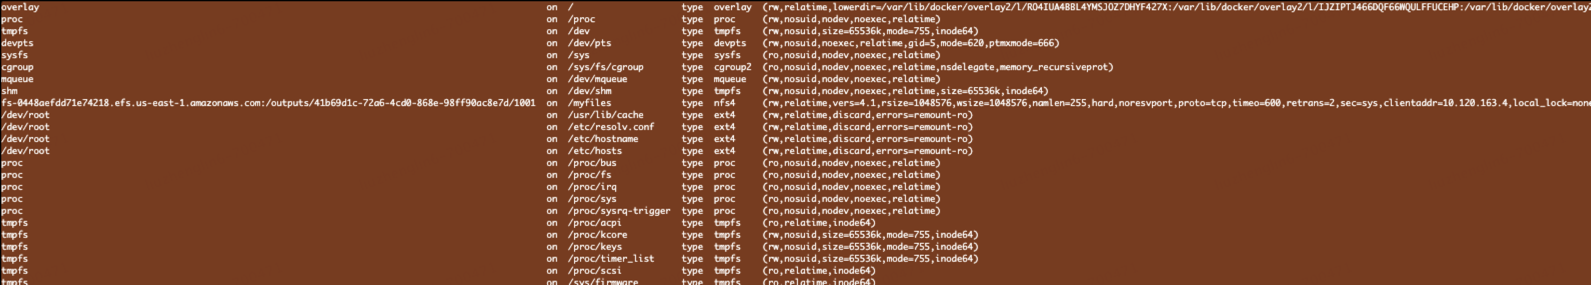 overlay on / type overlay (rw,relatime,lowerdir=/var/lib/docker/overlay2/l/RO4IUA4BBL4YMSJOZ7DHYF427X:/var/lib/docker/overlay2/l/IJZIPTJ466DQF66WQULFFUCEHP:/var/lib/docker/overlay2
proc on /proc type proc (rw,nosuid,nodev,noexec,relatime)
tmpfs on /dev type tmpfs (rw,nosuid,size=65536k,mode=755,inode64)
devpts on /dev/pts type devpts (rw,nosuid,noexec,relatime,gid=5,mode=620,ptmxmode=666)
sysfs on /sys type sysfs (ro,nosuid,nodev,noexec,relatime)
cgroup on /sys/fs/cgroup type cgroup2 (ro,nosuid,nodev,noexec,relatime,nsdelegate,memory_recursiveprot)
mqueue on /dev/mqueue type mqueue (rw,nosuid,nodev,noexec,relatime)
shm on /dev/shm type tmpfs (rw,nosuid,nodev,noexec,relatime,size=65536k,inode64)
fs-0448aefdd71e74218.efs.us-east-1.amazonaws.com:/outputs/41b69d1c-72a6-4cd0-868e-98ff90ac8e7d/1001 on /myfiles type nfs4 (rw,relatime,vers=4.1,rsize=1048576,wsize=1048576,namlen=255,hard,noresvport,proto=tcp,timeo=600,retrans=2,sec=sys,clientaddr=10.120.163.4,local_lock=none
/dev/root on /usr/lib/cache type ext4 (rw,relatime,discard,errors=remount-ro)
/dev/root on /etc/resolv.conf type ext4 (rw,relatime,discard,errors=remount-ro)
/dev/root on /etc/hostname type ext4 (rw,relatime,discard,errors=remount-ro)
/dev/root on /etc/hosts type ext4 (rw,relatime,discard,errors=remount-ro)
proc on /proc/bus type proc (ro,nosuid,nodev,noexec,relatime)
proc on /proc/fs type proc (ro,nosuid,nodev,noexec,relatime)
proc on /proc/irq type proc (ro,nosuid,nodev,noexec,relatime)
proc on /proc/sys type proc (ro,nosuid,nodev,noexec,relatime)
proc on /proc/sysrq-trigger type proc (ro,nosuid,nodev,noexec,relatime)
tmpfs on /proc/acpi type tmpfs (ro,relatime,inode64)
tmpfs on /proc/kcore type tmpfs (rw,nosuid,size=65536k,mode=755,inode64)
tmpfs on /proc/keys type tmpfs (rw,nosuid,size=65536k,mode=755,inode64)
tmpfs on /proc/timer_list type tmpfs (rw,nosuid,size=65536k,mode=755,inode64)
tmpfs on /proc/scsi type tmpfs (ro,relatime,inode64)
tmpfs on /sys/firmware type tmpfs (ro,relatime,inode64)